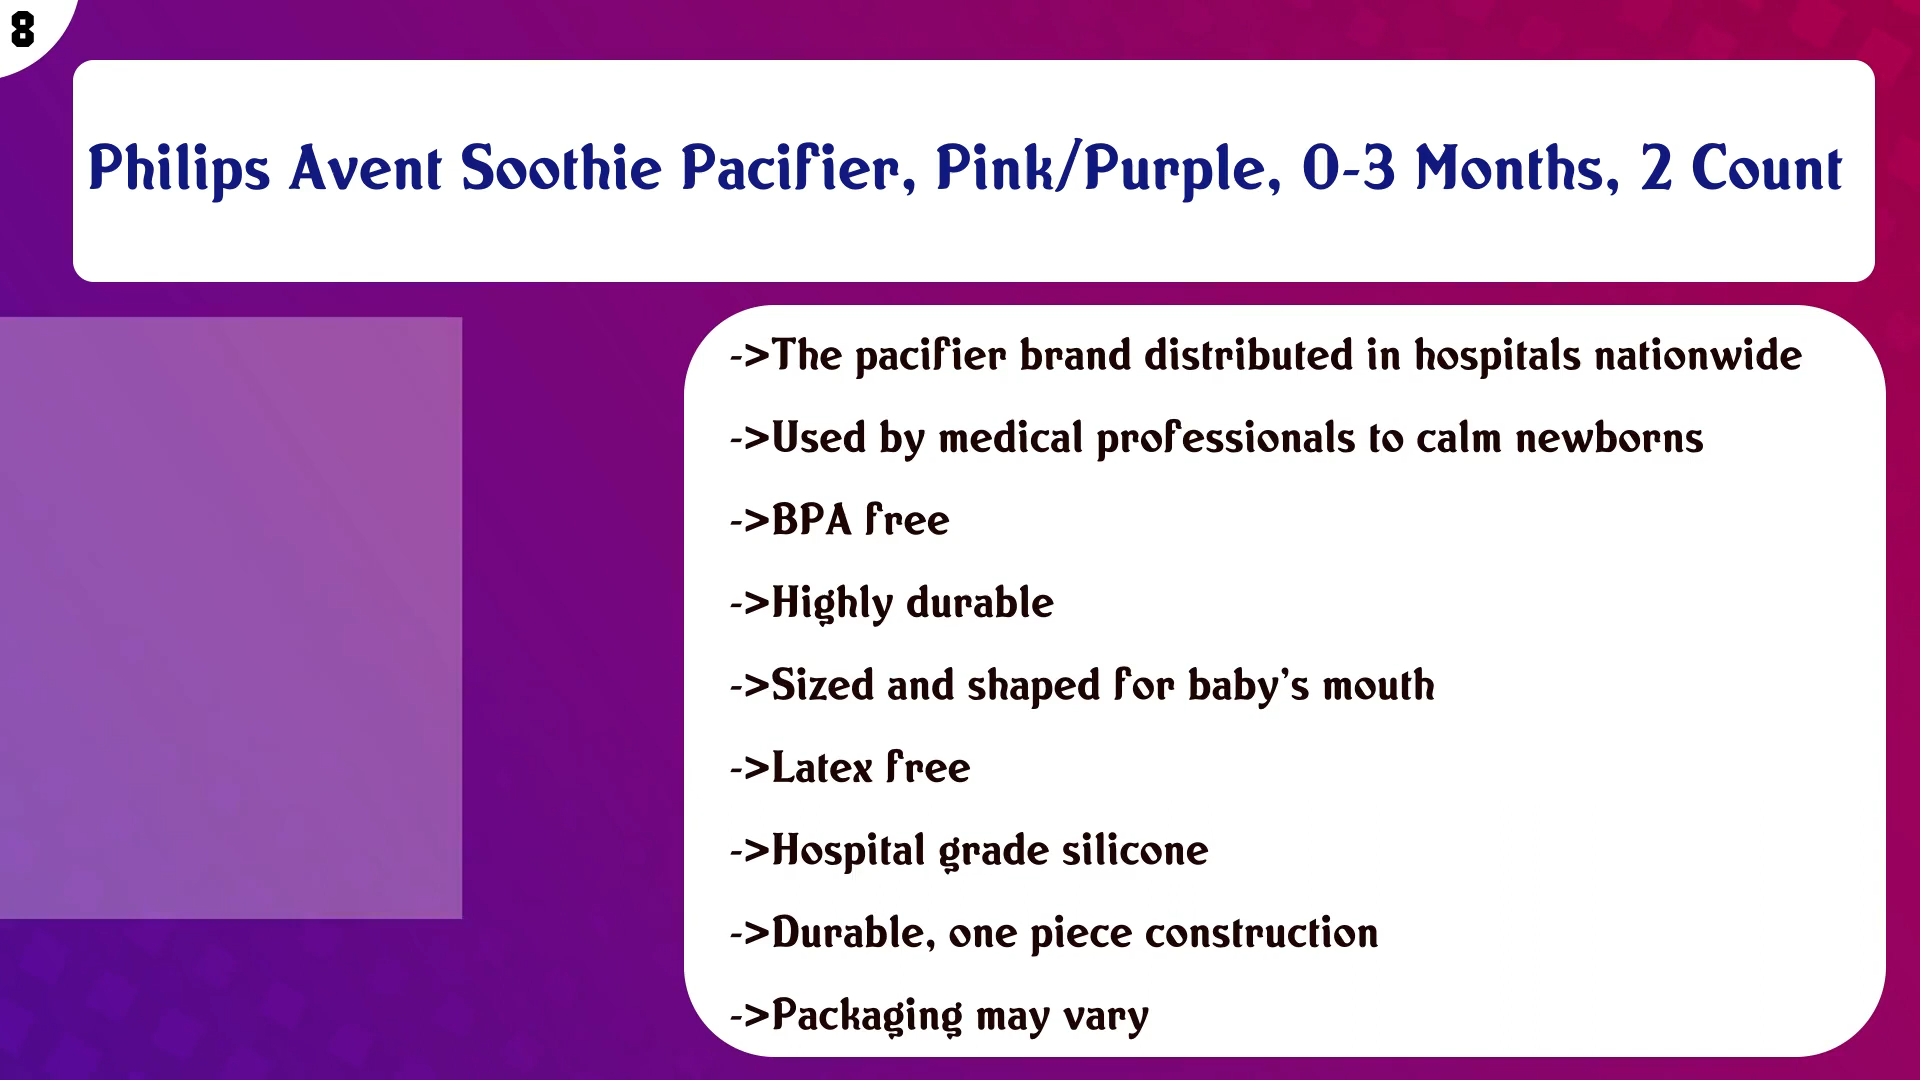 8
Philips Avent Soothie Pacifier, Pink/Purple, 0-3 Months, 2 Count
->The pacifier brand distributed in hospitals nationwide
->Used by medical professionals to calm newborns
->BPA free
->Highly durable
->Sized and shaped for baby's mouth
->Latex free
->Hospital grade silicone
->Durable, one piece construction
->Packaging may vary